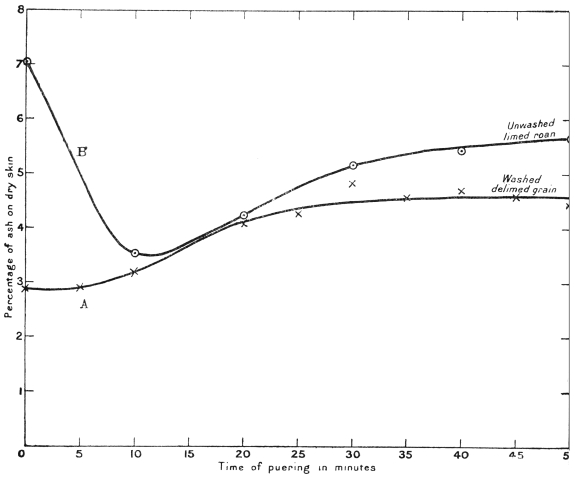 8
7
6
5
4
3
2
1
0
5
10
15
20
25
30
35
40
45
5
Percentage of ash on dry skin
Time of puering in minutes
B
A
Unwashed
limed roan
Washed
delimed grain